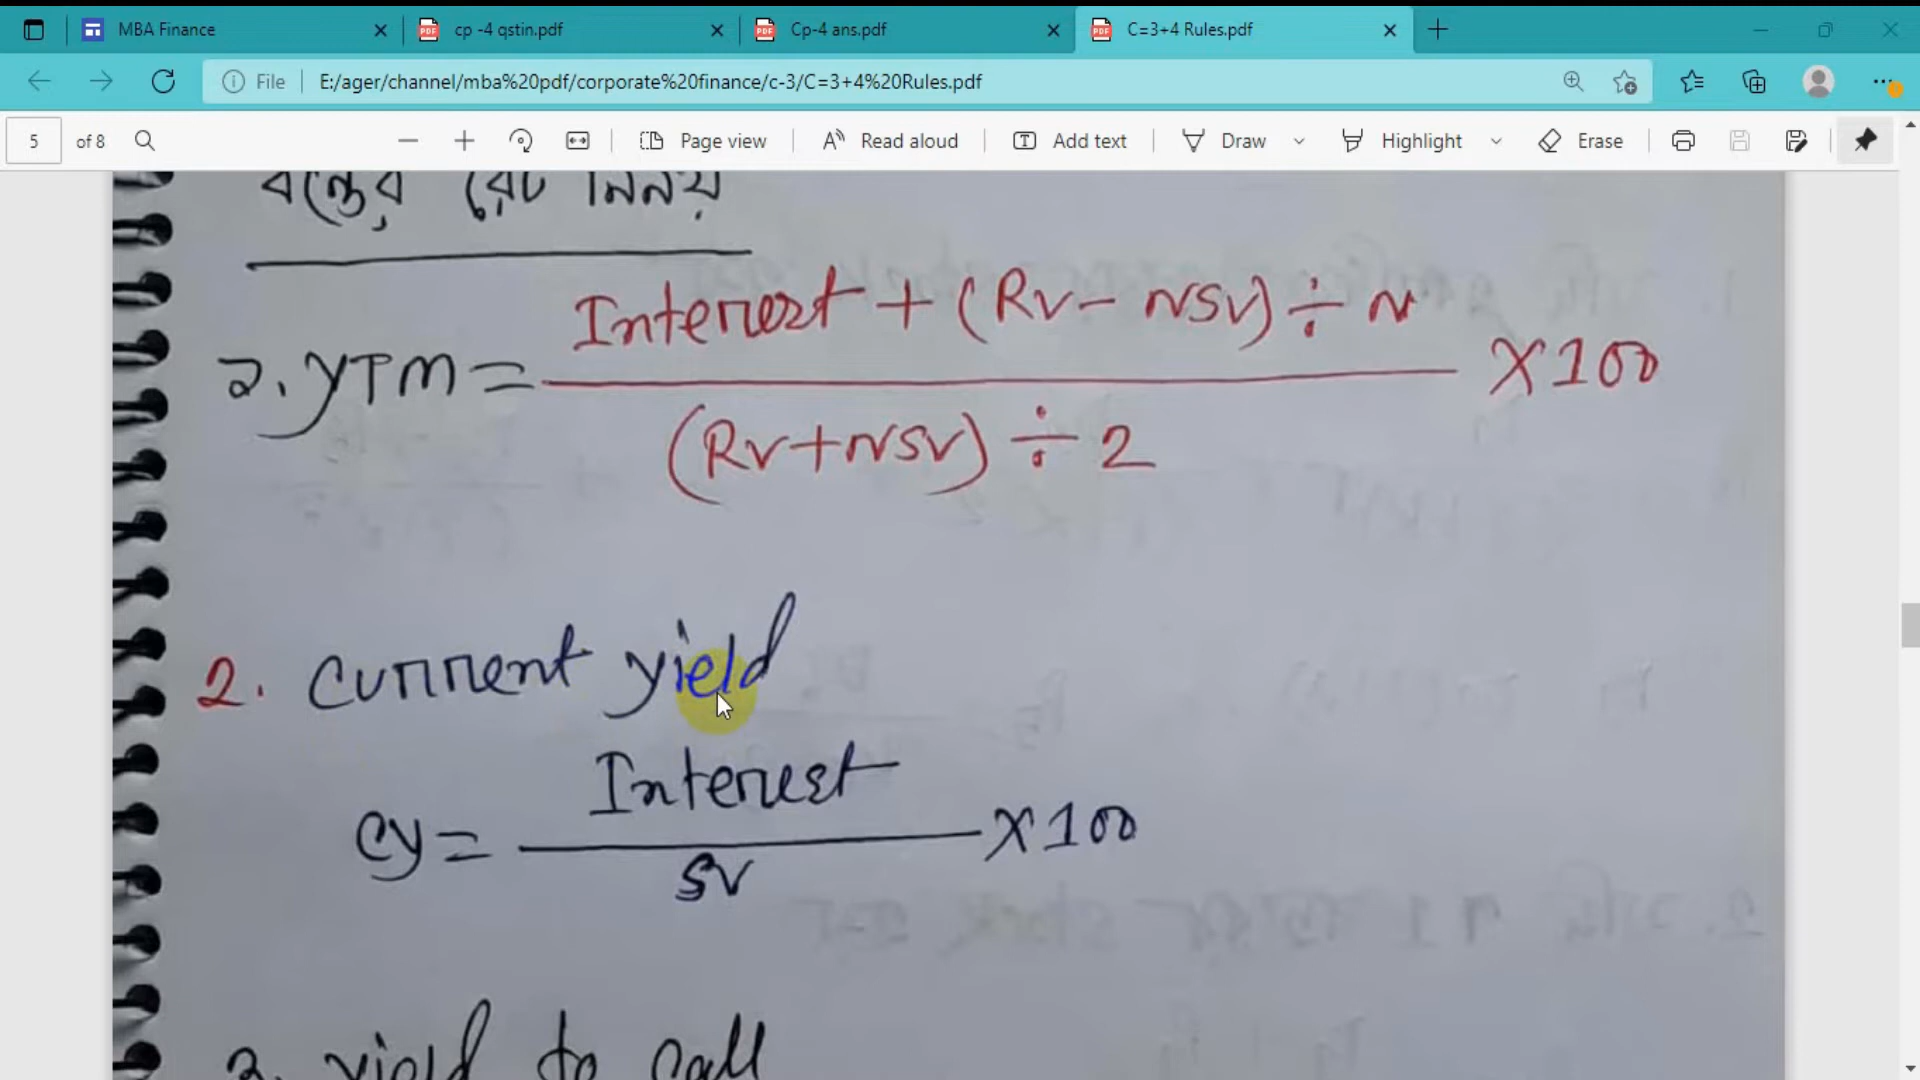 MBA Finance
cp -4 qstin.pdf
Cp-4 ans.pdf
C=3+4 Rules.pdf
File
E:/ager/channel/mba%20pdf/corporate%20finance/c-3/C=3+4%20Rules.pdf
5 of 8
Page view
Read aloud
Add text
Draw
Highlight
Erase
বন্ডের রেট নির্নয়
১. YTM = Interest + (RV - NSV) ÷ N
(RV + NSV) ÷ 2
X100
2. Current yield
CY = Interest
SV
X100
3. yield to call